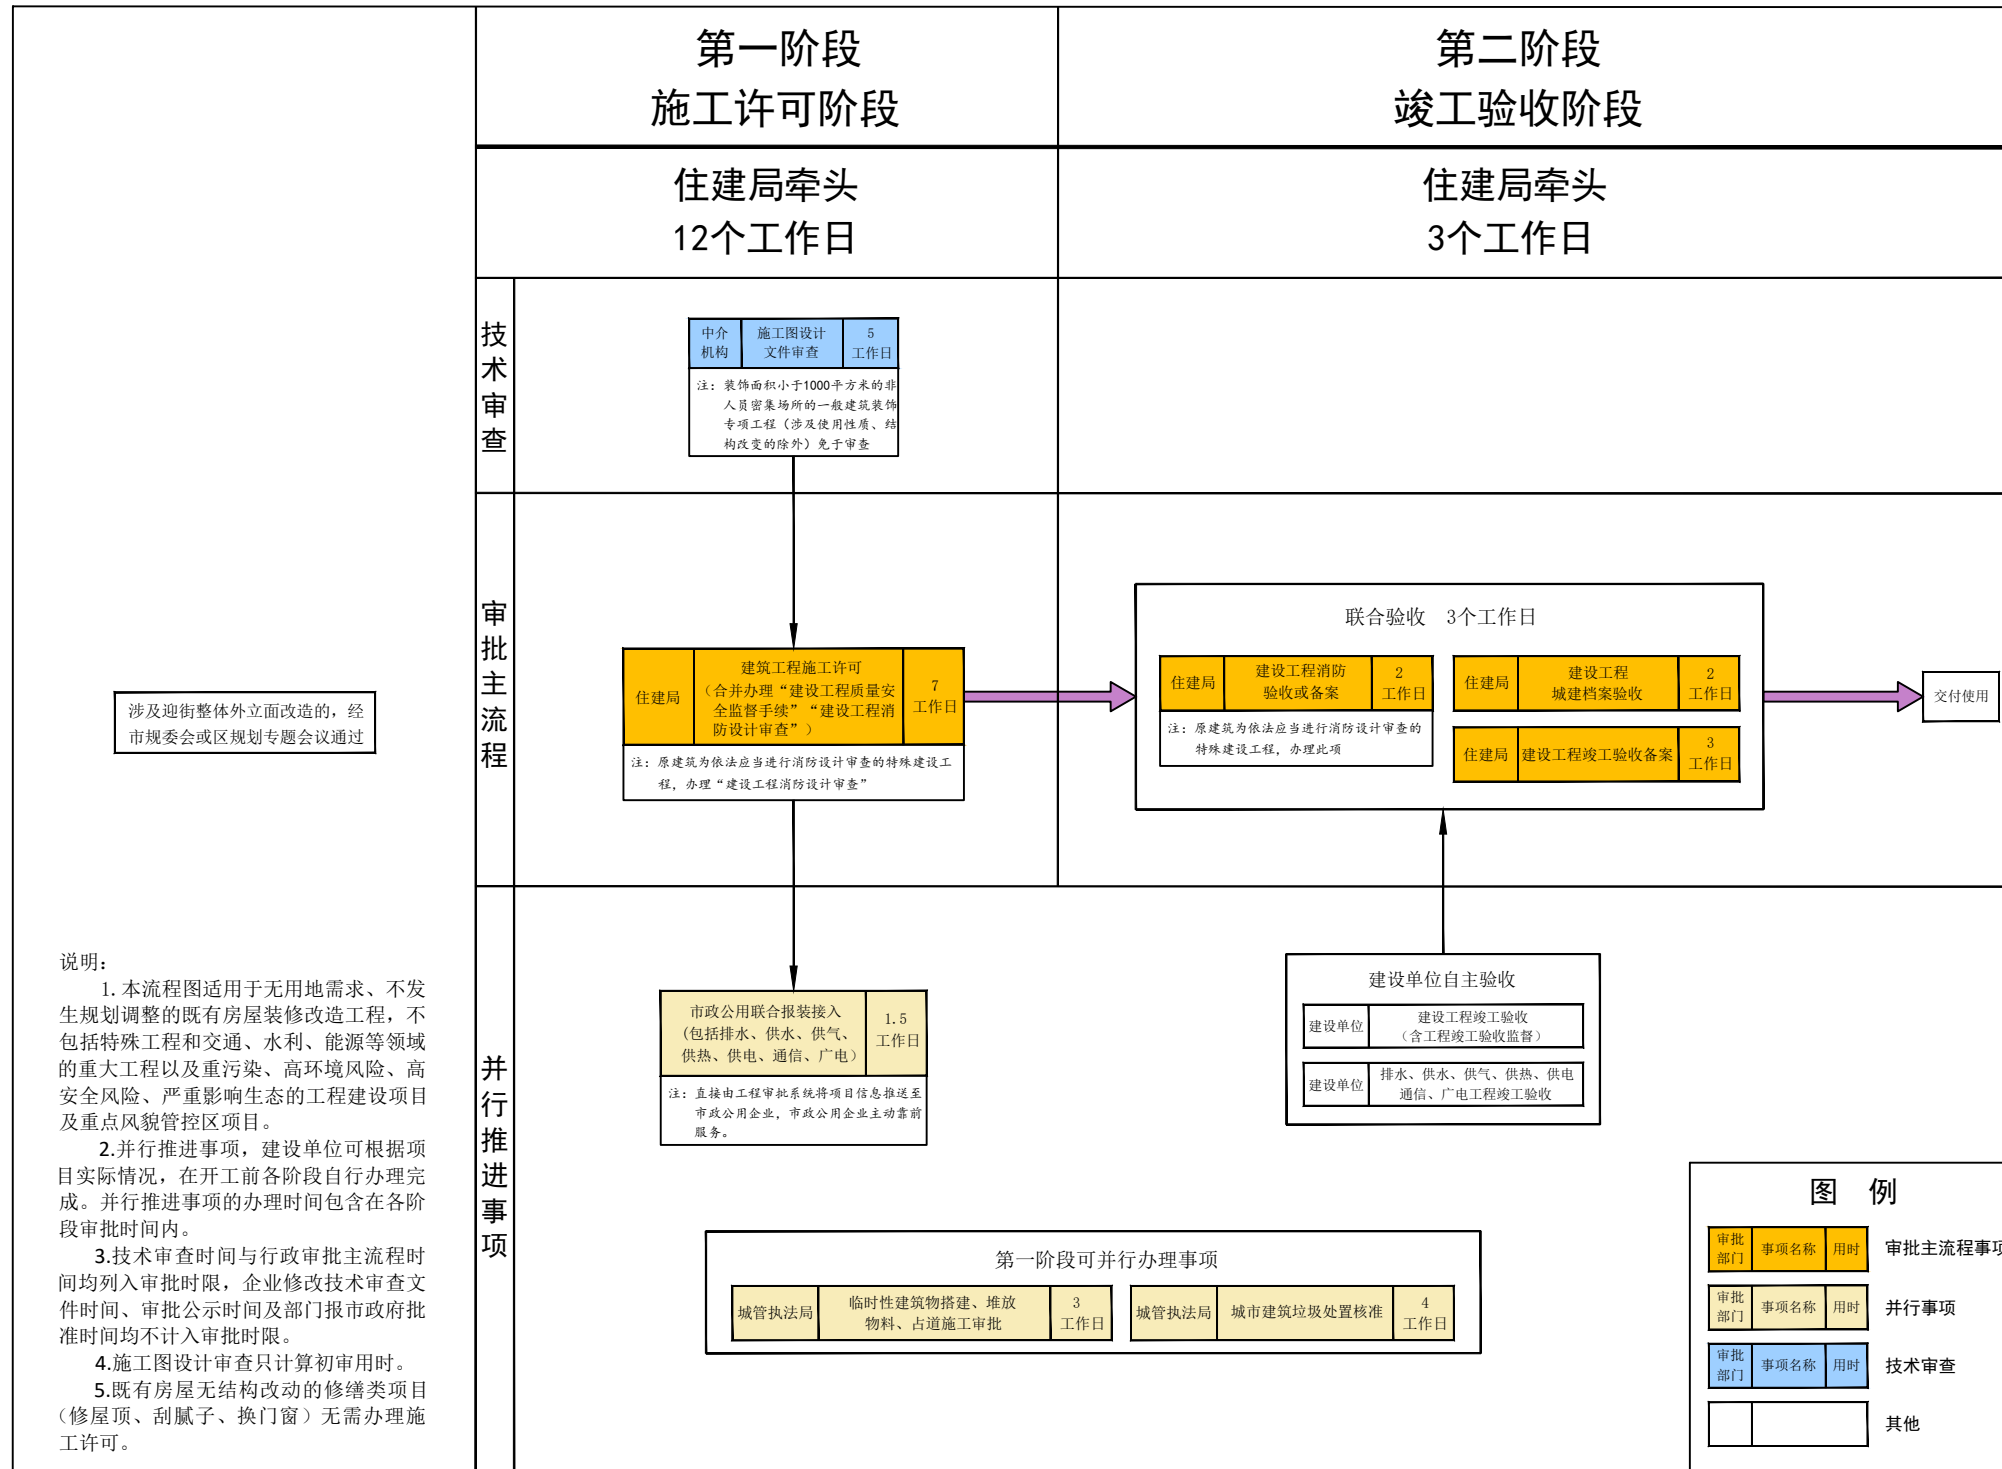 第一阶段
施工许可阶段
第二阶段
竣工验收阶段
住建局牵头
12个工作日
住建局牵头
3个工作日
技术审查
中介
机构
施工图设计
文件审查
5
工作日
注：装饰面积小于1000平方米的非
人员密集场所的一般建筑装饰
专项工程（涉及使用性质、结
构改变的除外）免于审查
审批主流程
涉及迎街整体外立面改造的，经
市规委会或区规划专题会议通过
住建局
建筑工程施工许可
（合并办理“建设工程质量安
全监督手续”“建设工程消
防设计审查”）
7
工作日
注：原建筑为依法应当进行消防设计审查的特殊建设工
程，办理“建设工程消防设计审查”
联合验收 3个工作日
住建局
建设工程消防
验收或备案
2
工作日
注：原建筑为依法应当进行消防设计审查的
特殊建设工程，办理此项
住建局
建设工程
城建档案验收
2
工作日
住建局
建设工程竣工验收备案
3
工作日
交付使用
并行推进事项
市政公用联合报装接入
(包括排水、供水、供气、
供热、供电、通信、广电）
1.5
工作日
注：直接由工程审批系统将项目信息推送至
市政公用企业，市政公用企业主动靠前
服务。
建设单位自主验收
建设单位
建设工程竣工验收
（含工程竣工验收监督）
建设单位
排水、供水、供气、供热、供电
通信、广电工程竣工验收
第一阶段可并行办理事项
城管执法局
临时性建筑物搭建、堆放
物料、占道施工审批
3
工作日
城管执法局
城市建筑垃圾处置核准
4
工作日
说明：
1.本流程图适用于无用地需求、不发
生规划调整的既有房屋装修改造工程，不
包括特殊工程和交通、水利、能源等领域
的重大工程以及重污染、高环境风险、高
安全风险、严重影响生态的工程建设项目
及重点风貌管控区项目。
2.并行推进事项，建设单位可根据项
目实际情况，在开工前各阶段自行办理完
成。并行推进事项的办理时间包含在各阶
段审批时间内。
3.技术审查时间与行政审批主流程时
间均列入审批时限，企业修改技术审查文
件时间、审批公示时间及部门报市政府批
准时间均不计入审批时限。
4.施工图设计审查只计算初审用时。
5.既有房屋无结构改动的修缮类项目
（修屋顶、刮腻子、换门窗）无需办理施
工许可。
图 例
审批
部门
事项名称
用时
审批主流程事项
审批
部门
事项名称
用时
并行事项
审批
部门
事项名称
用时
技术审查
其他